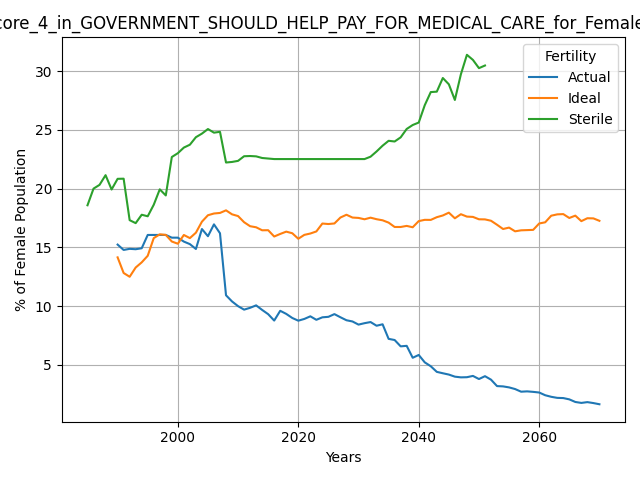 core_4_in_GOVERNMENT_SHOULD_HELP_PAY_FOR_MEDICAL_CARE_for_Female
Fertility
Actual
Ideal
Sterile
% of Female Population
30
25
20
15
10
5
2000 2020 2040 2060
Years